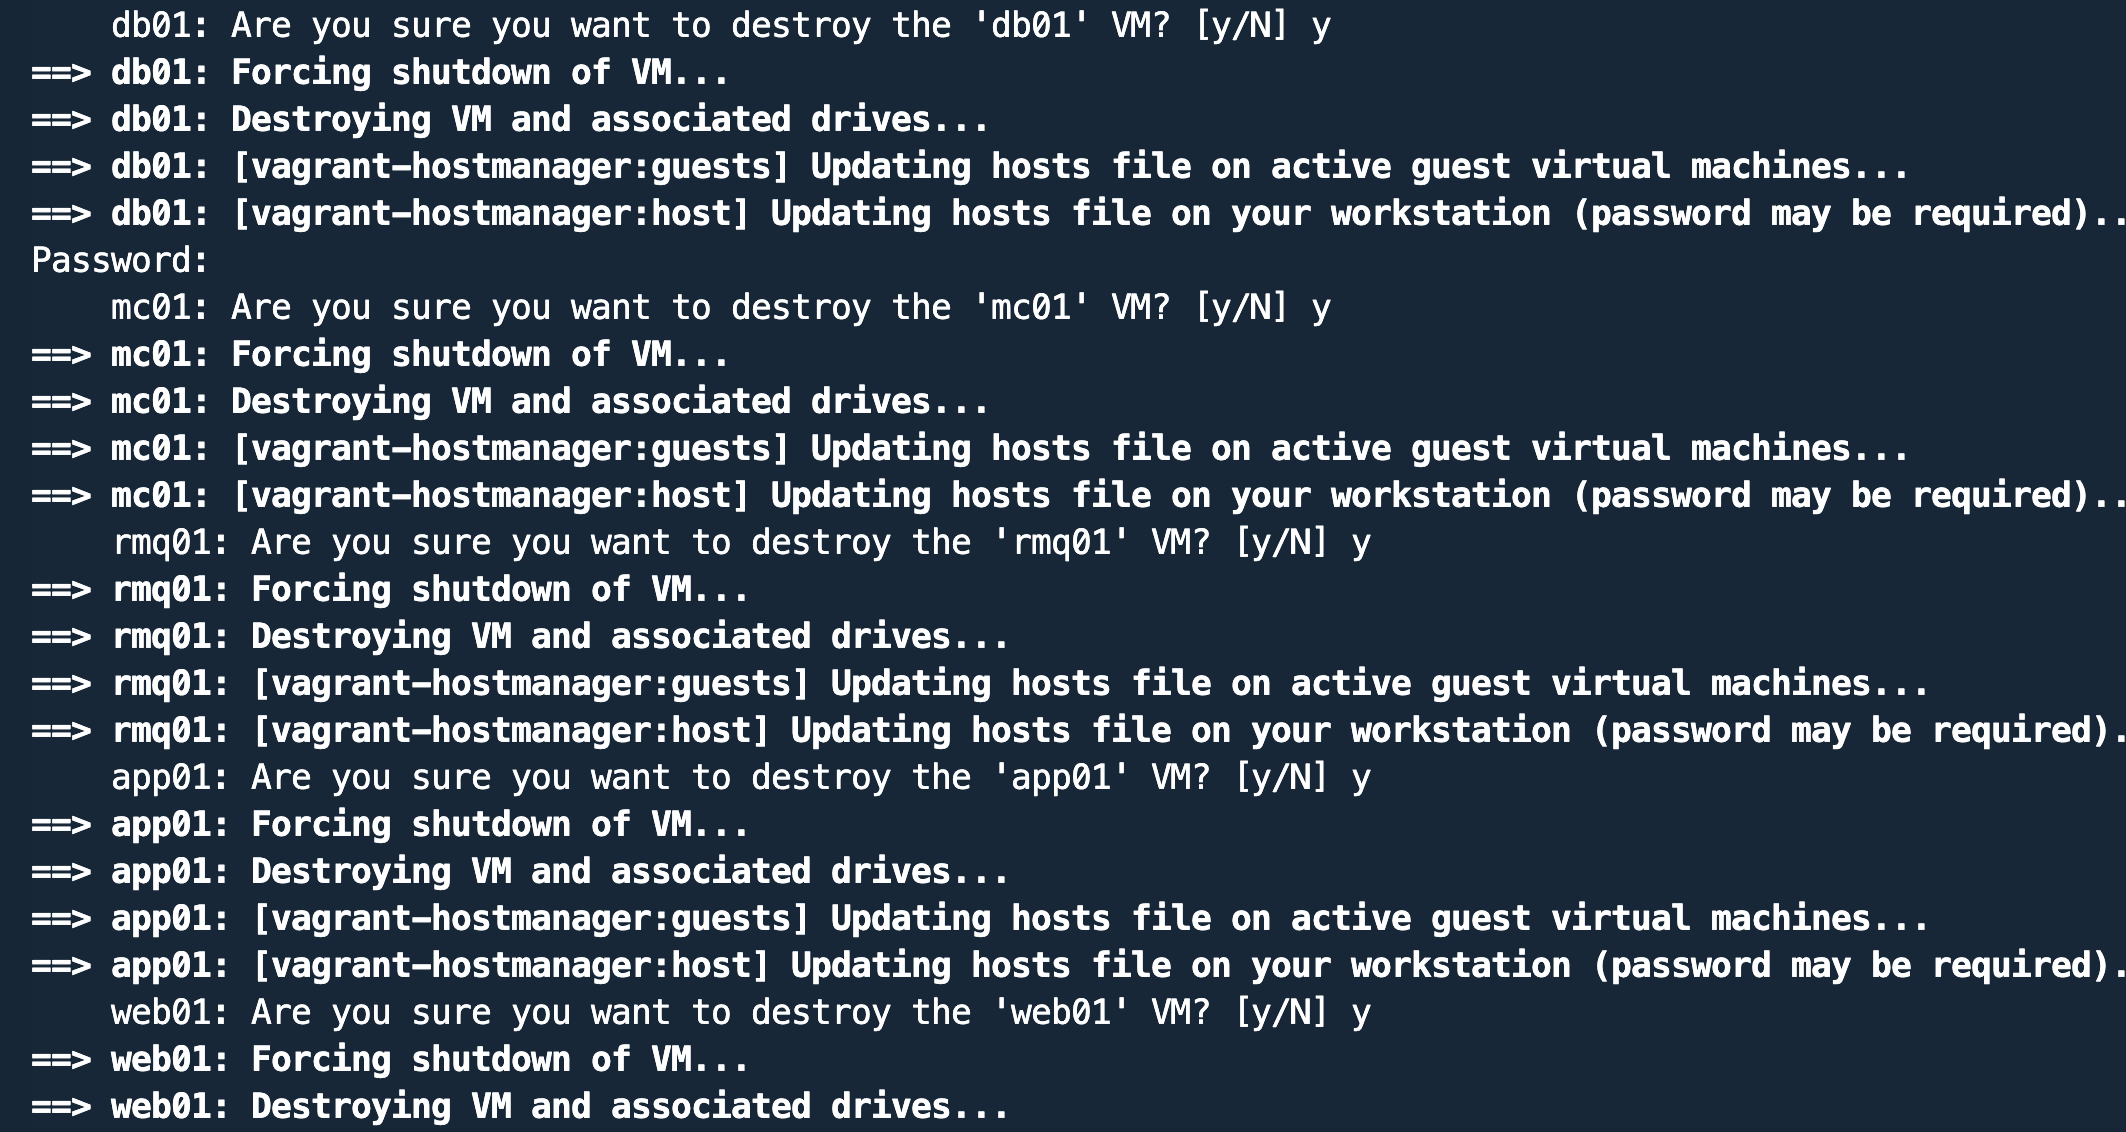 db01: Are you sure you want to destroy the 'db01' VM? [y/N] y
==> db01: Forcing shutdown of VM...
==> db01: Destroying VM and associated drives...
==> db01: [vagrant-hostmanager:guests] Updating hosts file on active guest virtual machines...
==> db01: [vagrant-hostmanager:host] Updating hosts file on your workstation (password may be required)..
Password:
mc01: Are you sure you want to destroy the 'mc01' VM? [y/N] y
==> mc01: Forcing shutdown of VM...
==> mc01: Destroying VM and associated drives...
==> mc01: [vagrant-hostmanager:guests] Updating hosts file on active guest virtual machines...
==> mc01: [vagrant-hostmanager:host] Updating hosts file on your workstation (password may be required)..
rmq01: Are you sure you want to destroy the 'rmq01' VM? [y/N] y
==> rmq01: Forcing shutdown of VM...
==> rmq01: Destroying VM and associated drives...
==> rmq01: [vagrant-hostmanager:guests] Updating hosts file on active guest virtual machines...
==> rmq01: [vagrant-hostmanager:host] Updating hosts file on your workstation (password may be required).
app01: Are you sure you want to destroy the 'app01' VM? [y/N] y
==> app01: Forcing shutdown of VM...
==> app01: Destroying VM and associated drives...
==> app01: [vagrant-hostmanager:guests] Updating hosts file on active guest virtual machines...
==> app01: [vagrant-hostmanager:host] Updating hosts file on your workstation (password may be required).
web01: Are you sure you want to destroy the 'web01' VM? [y/N] y
==> web01: Forcing shutdown of VM...
==> web01: Destroying VM and associated drives...